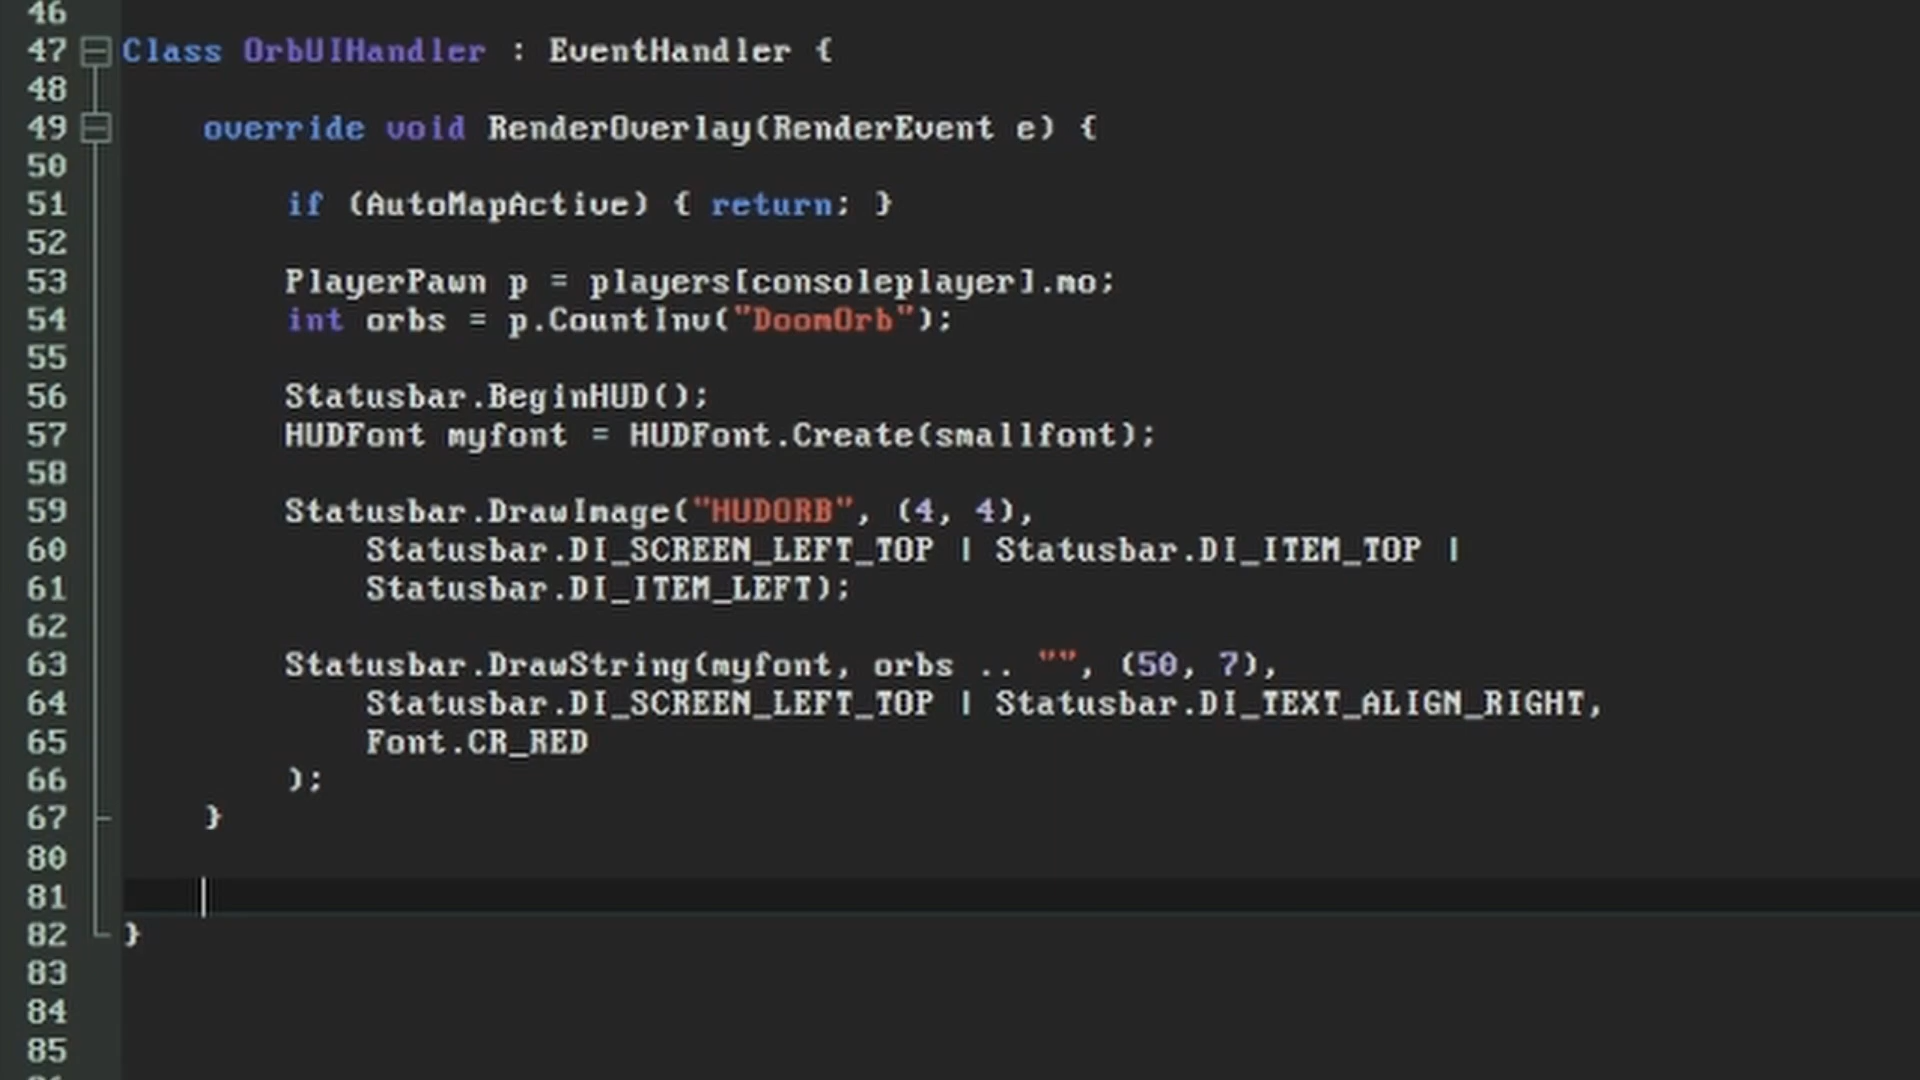 46
47 Class OrbUIHandler : EventHandler {
48
49 override void RenderOverlay(RenderEvent e) {
50
51 if (AutoMapActive) { return; }
52
53 PlayerPawn p = players[consoleplayer].mo;
54 int orbs = p.CountInv("DoomOrb");
55
56 Statusbar.BeginHUD();
57 HUDFont myfont = HUDFont.Create(smallfont);
58
59 Statusbar.DrawImage("HUDORB", (4, 4),
60 Statusbar.DI_SCREEN_LEFT_TOP | Statusbar.DI_ITEM_TOP |
61 Statusbar.DI_ITEM_LEFT);
62
63 Statusbar.DrawString(myfont, orbs .. "", (50, 7),
64 Statusbar.DI_SCREEN_LEFT_TOP | Statusbar.DI_TEXT_ALIGN_RIGHT,
65 Font.CR_RED
66 );
67 }
80
81
82 }
83
84
85